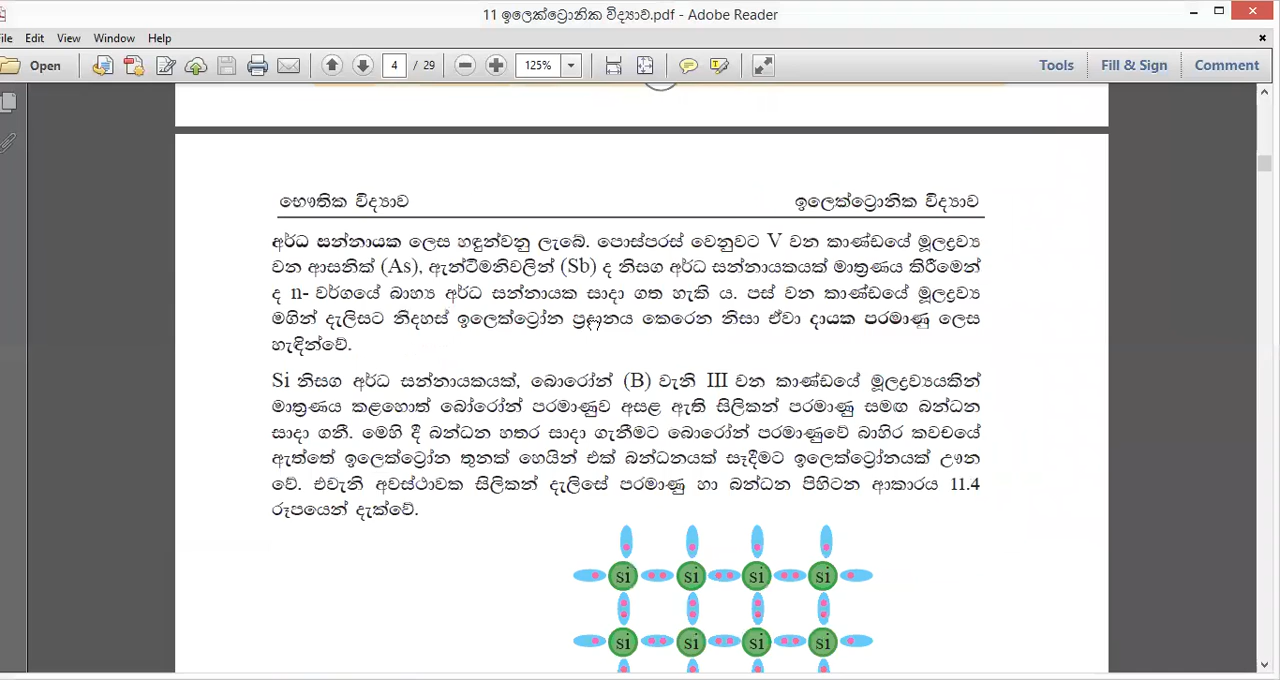 11 ඉලෙක්ට්‍රොනික විද්‍යාව.pdf - Adobe Reader
File Edit View Window Help
Open 4 / 29 125% Tools Fill & Sign Comment
භෞතික විද්‍යාව ඉලෙක්ට්‍රොනික විද්‍යාව
අර්ධ සන්නායක ලෙස හඳුන්වනු ලැබේ. පොස්පරස් වෙනුවට V වන කාණ්ඩයේ මූලද්‍රව්‍ය
වන ආසනික් (As), ඇන්ටිමනිවලින් (Sb) ද නිසග අර්ධ සන්නායකයක් මාත්‍රණය කිරීමෙන්
ද n- වර්ගයේ බාහ්‍ය අර්ධ සන්නායක සාදා ගත හැකි ය. පස් වන කාණ්ඩයේ මූලද්‍රව්‍ය
මගින් දැලිසට නිදහස් ඉලෙක්ට්‍රෝන ප්‍රදානය කෙරෙන නිසා ඒවා දායක පරමාණු ලෙස
හැඳින්වේ.
Si නිසග අර්ධ සන්නායකයක්, බොරෝන් (B) වැනි III වන කාණ්ඩයේ මූලද්‍රව්‍යයකින්
මාත්‍රණය කළහොත් බෝරෝන් පරමාණුව අසළ ඇති සිලිකන් පරමාණු සමඟ බන්ධන
සාදා ගනී. මෙහි දී බන්ධන හතර සාදා ගැනීමට බොරෝන් පරමාණුවේ බාහිර කවචයේ
ඇත්තේ ඉලෙක්ට්‍රෝන තුනක් හෙයින් එක් බන්ධනයක් සෑදීමට ඉලෙක්ට්‍රෝනයක් ඌන
වේ. එවැනි අවස්ථාවක සිලිකන් දැලිසේ පරමාණු හා බන්ධන පිහිටන ආකාරය 11.4
රූපයෙන් දැක්වේ.
si si si si
si si si si